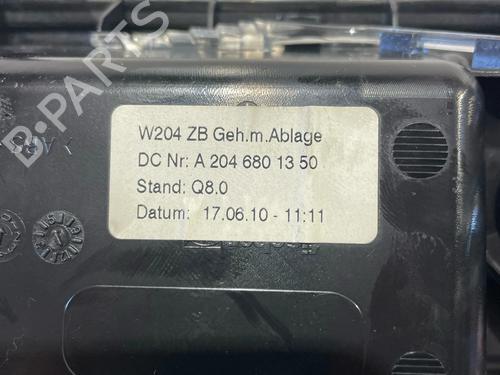 B-PARTS
W204 ZB Geh.m.Ablage
DC Nr: A 204 680 13 50
Stand: Q8.0
Datum: 17.06.10 - 11:11